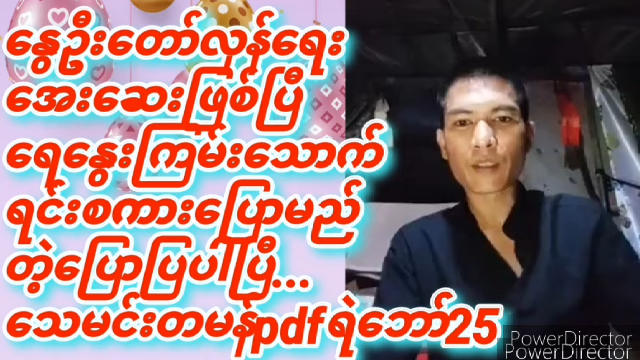 နွေဦးတော်လှန်ရေး
အေးဆေးဖြစ်ပြီ
ရေနွေးကြမ်းသောက်
ရင်းစကားပြောမည်
တဲ့ပြောပြပါပြီ...
သေမင်းတမန်pdfရဲဘော်25
PowerDirector
PowerDirector